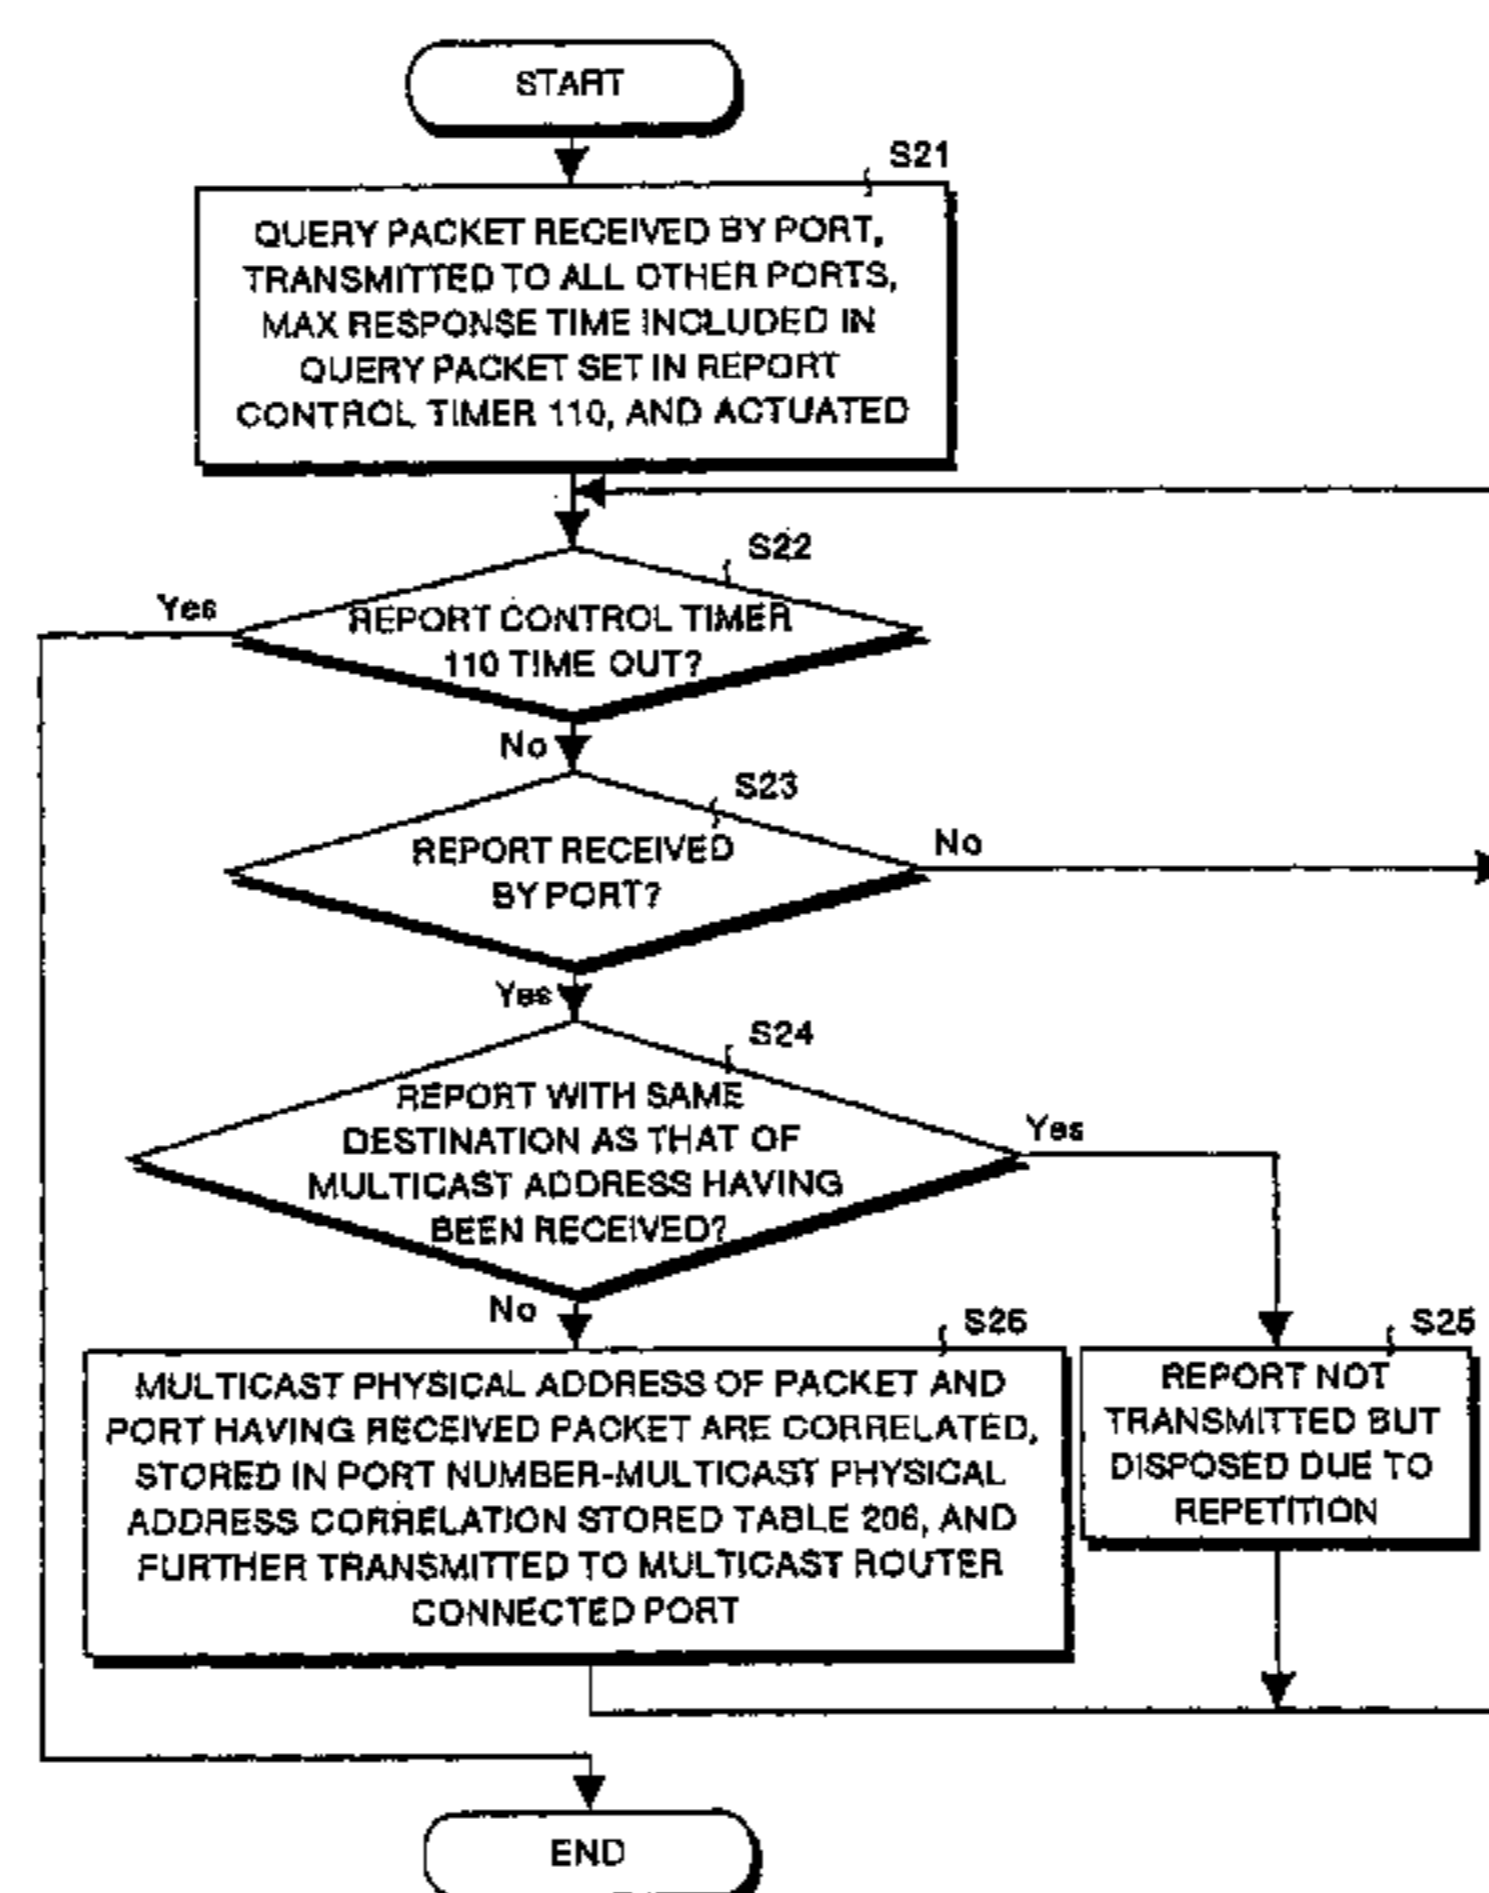 START
S21
QUERY PACKET RECEIVED BY PORT,
TRANSMITTED TO ALL OTHER PORTS,
MAX RESPONSE TIME INCLUDED IN
QUERY PACKET SET IN REPORT
CONTROL TIMER 110, AND ACTUATED
S22
Yes
REPORT CONTROL TIMER
110 TIME OUT?
No
S23
REPORT RECEIVED
BY PORT?
No
Yes
S24
REPORT WITH SAME
DESTINATION AS THAT OF
MULTICAST ADDRESS HAVING
BEEN RECEIVED?
Yes
No
S26
MULTICAST PHYSICAL ADDRESS OF PACKET AND
PORT HAVING RECEIVED PACKET ARE CORRELATED,
STORED IN PORT NUMBER-MULTICAST PHYSICAL
ADDRESS CORRELATION STORED TABLE 206, AND
FURTHER TRANSMITTED TO MULTICAST ROUTER
CONNECTED PORT
S25
REPORT NOT
TRANSMITTED BUT
DISPOSED DUE TO
REPETITION
END